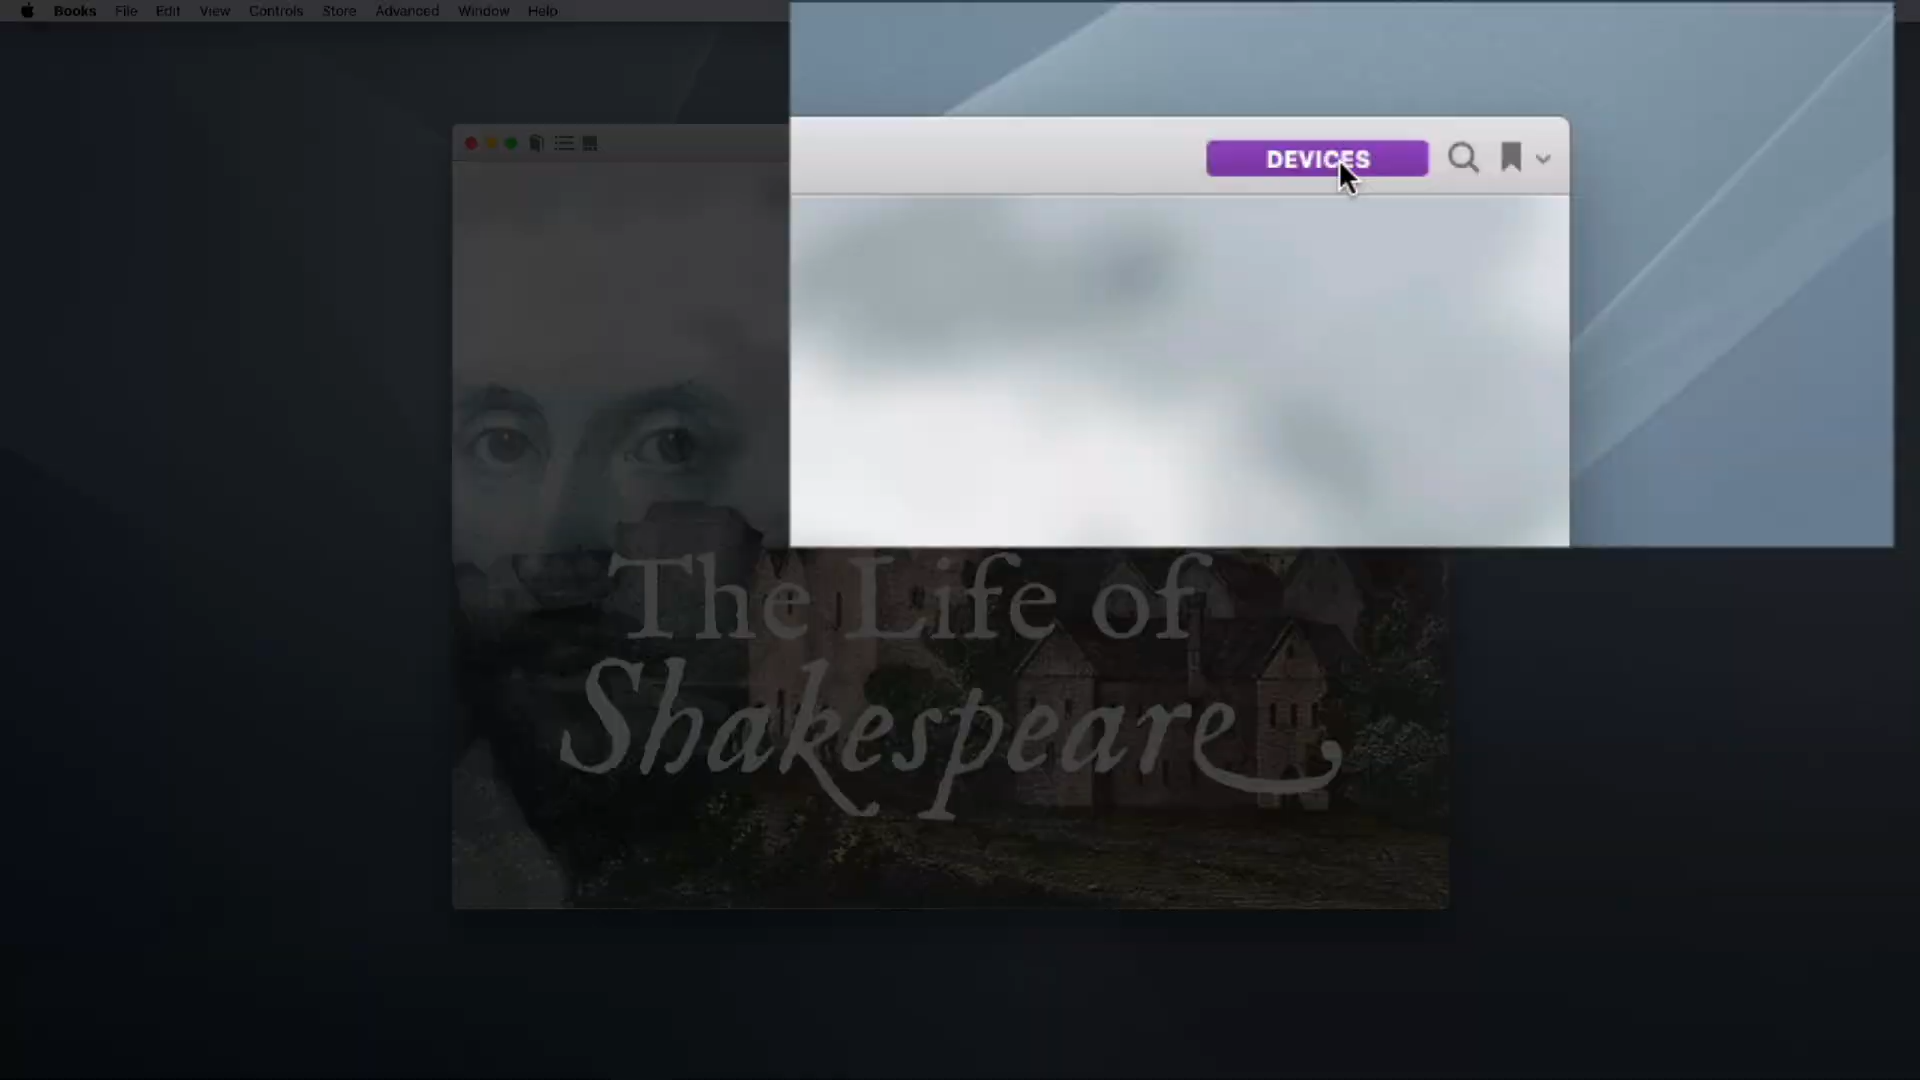 Books File Edit View Controls Store Advanced Window Help
DEVICES
The Life of
Shakespeare